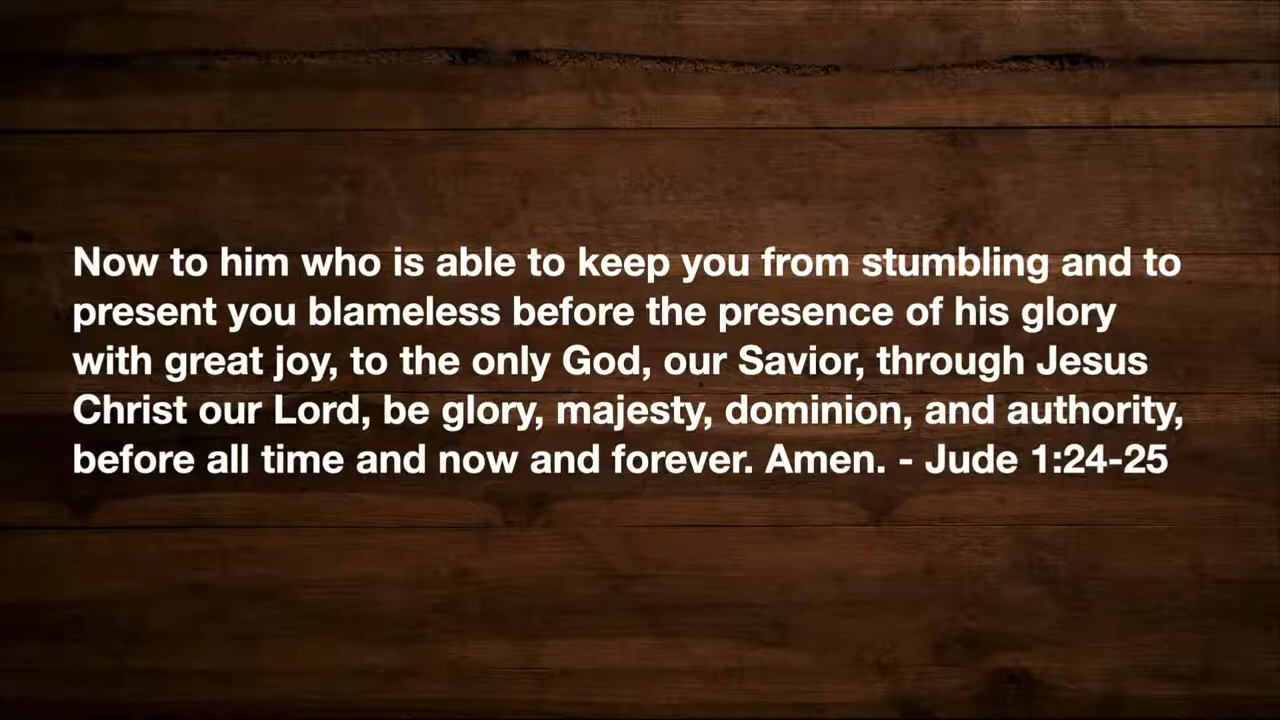 Now to him who is able to keep you from stumbling and to
present you blameless before the presence of his glory
with great joy, to the only God, our Savior, through Jesus
Christ our Lord, be glory, majesty, dominion, and authority,
before all time and now and forever. Amen. - Jude 1:24-25